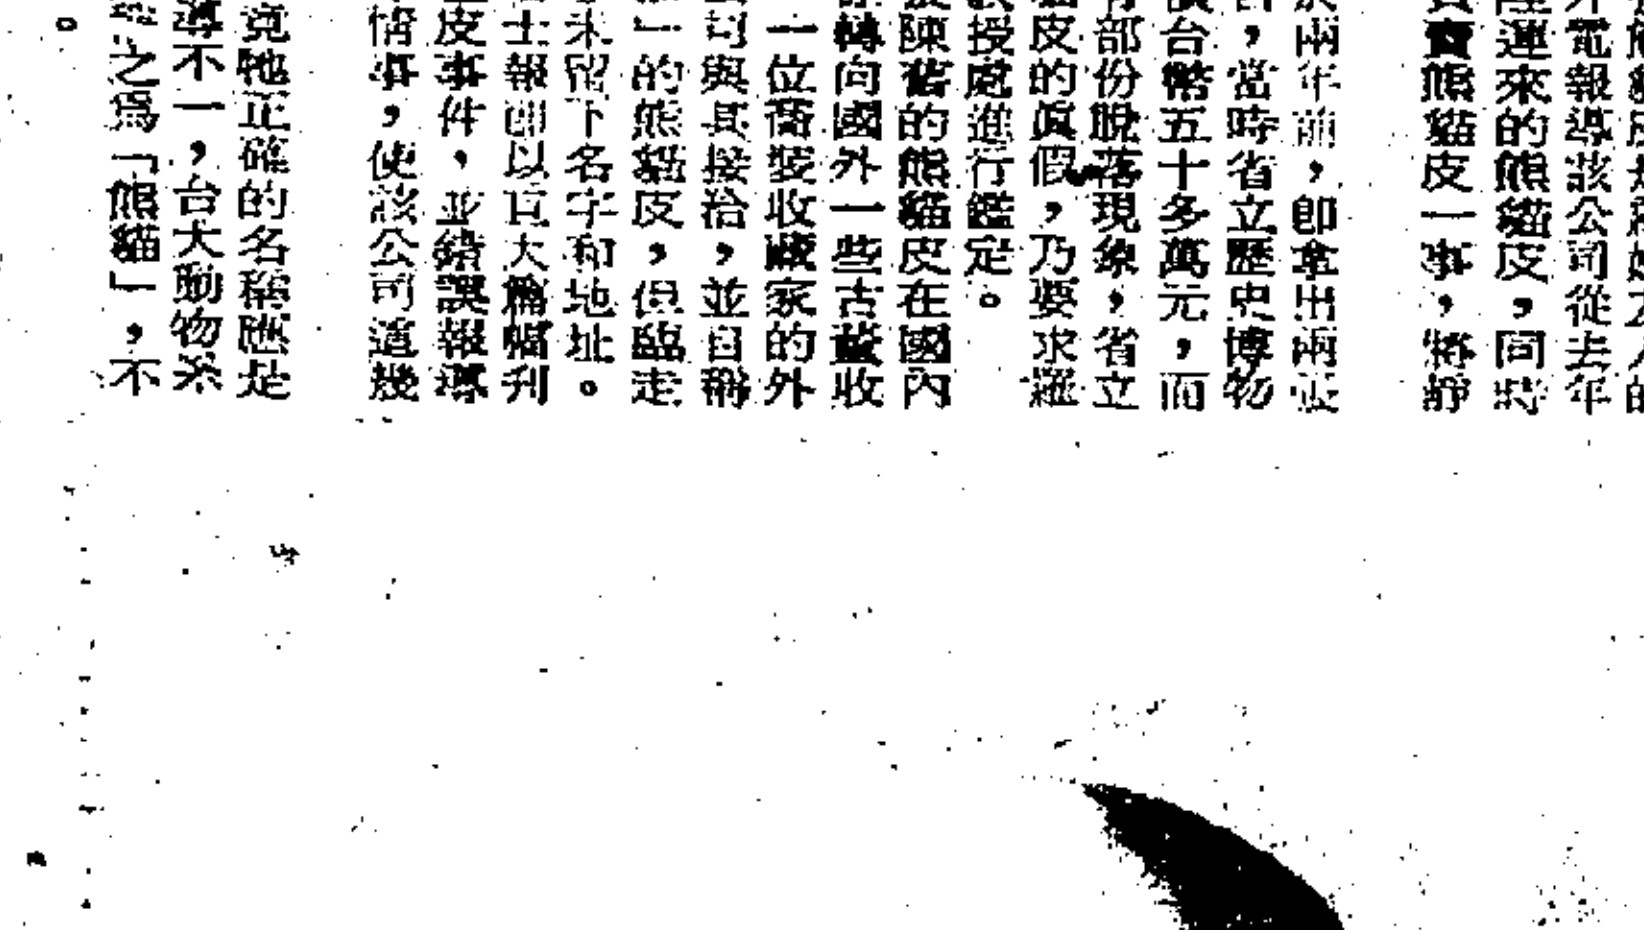 外電報導該公司從去年
運來的熊貓皮，同時
賣熊貓皮一事，將靜
兩年前，即拿出兩張
，當時省立歷史博物
台幣五十多萬元，而
部份脫落現象，省立
皮的真假，乃要求羅
授處進行鑑定。
陳舊的熊貓皮在國內
轉向國外一些古董收
一位喬裝收藏家的外
司與其接洽，並自稱
」的熊貓皮，但臨走
未留下名字和地址。
士報即以巨大篇幅刊
皮事件，並錯誤報導
情事，使該公司這幾
竟牠正確的名稱應是
導不一，台大動物系
之為「熊貓」，不
。